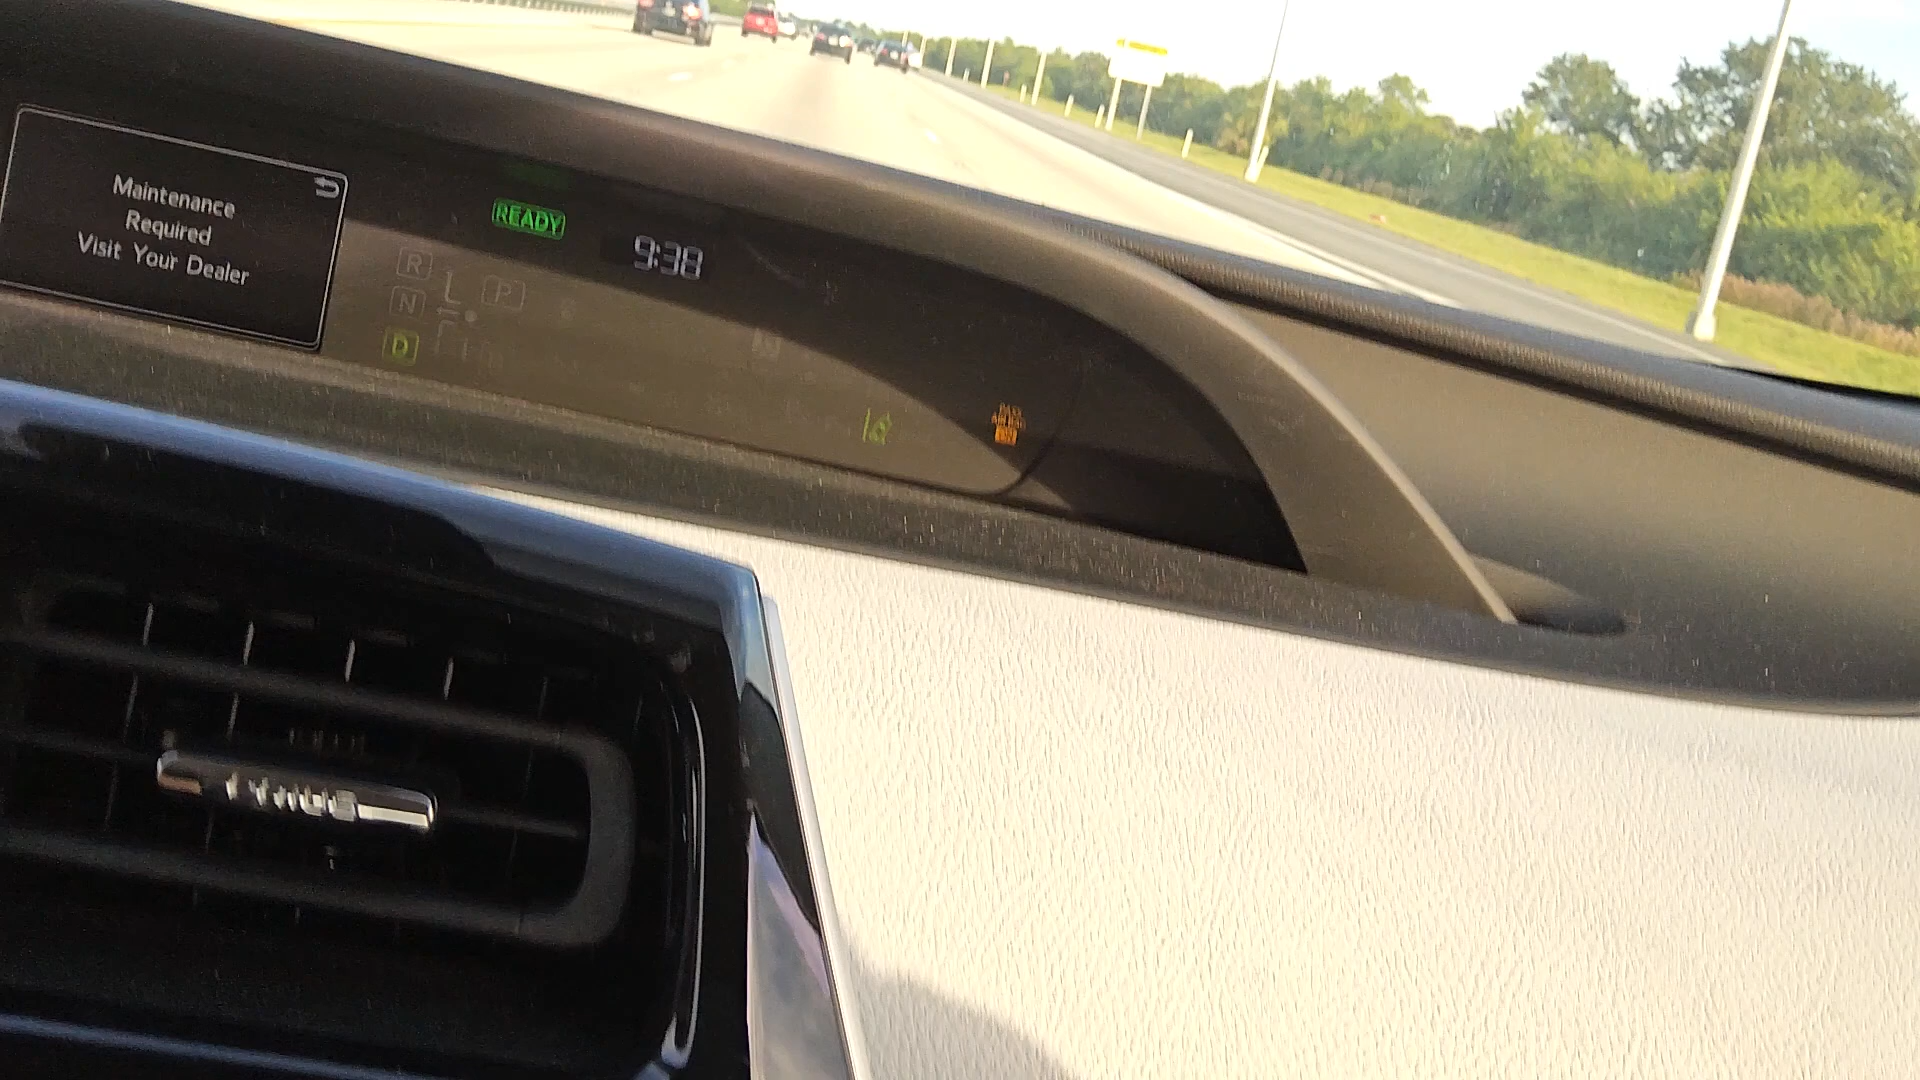 Maintenance
Required
Visit Your Dealer
READY
9:38
R
N
P
D